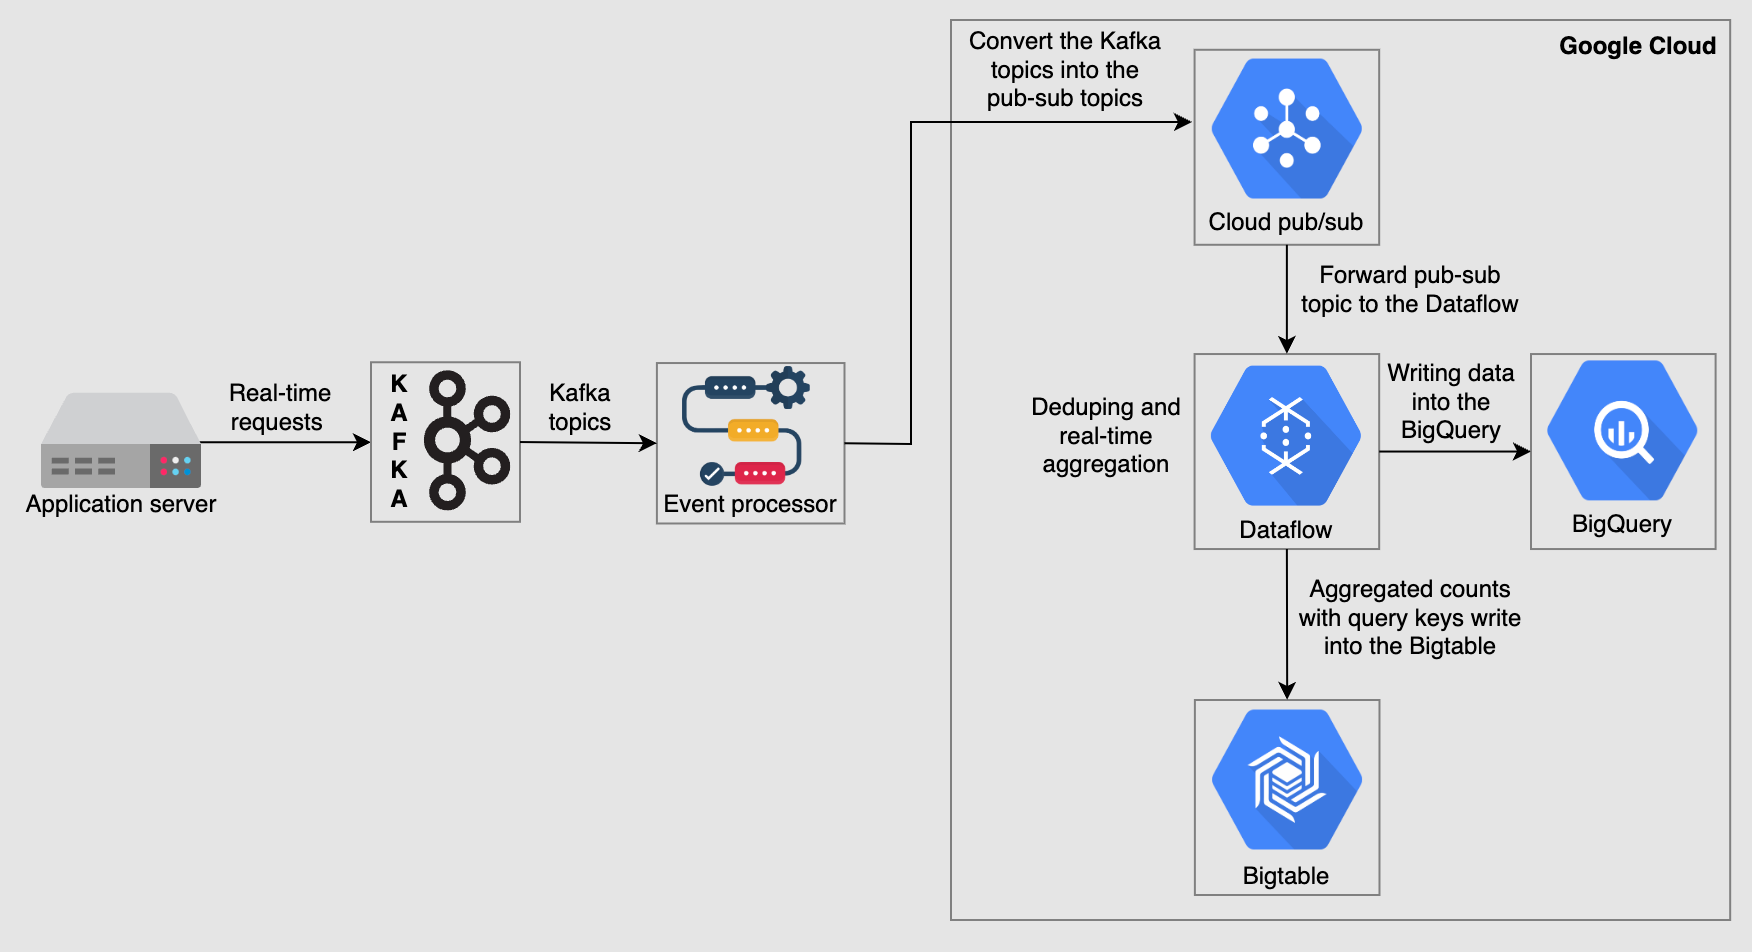 Google Cloud
Convert the Kafka
topics into the
pub-sub topics
Cloud pub/sub
Forward pub-sub
topic to the Dataflow
Real-time
requests
Application server
K
A
F
K
A
Kafka
topics
Event processor
Deduping and
real-time
aggregation
Dataflow
Writing data
into the
BigQuery
BigQuery
Aggregated counts
with query keys write
into the Bigtable
Bigtable